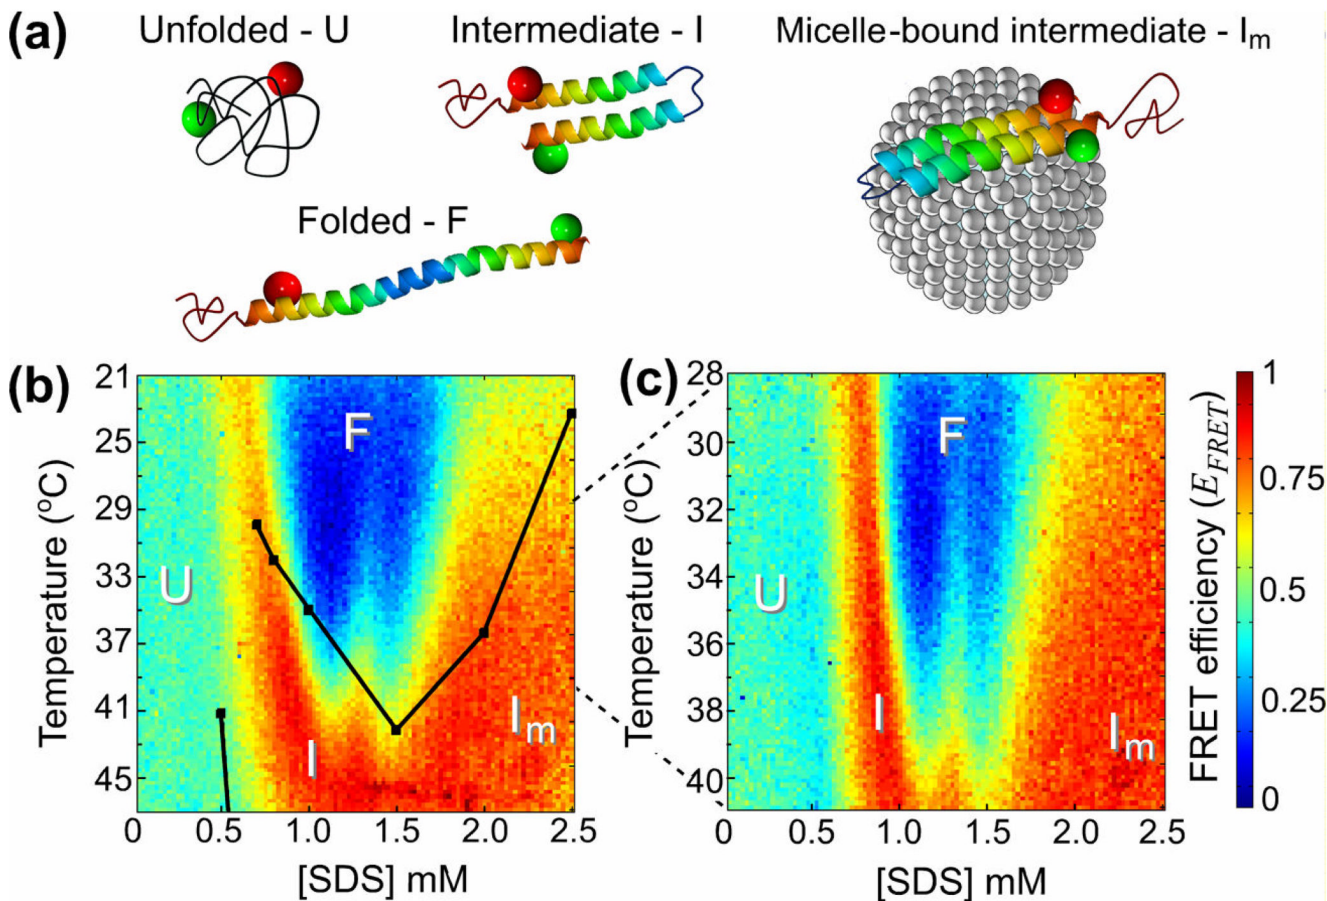 (a)
Unfolded - U
Intermediate - I
Micelle-bound intermediate - Im
Folded - F
(b)
21
25
29
33
37
41
45
Temperature (ºC)
F
U
I
Im
0
0.5
1.0
1.5
2.0
2.5
[SDS] mM
(c)
28
30
32
34
36
38
40
Temperature (ºC)
F
U
I
Im
0
0.5
1.0
1.5
2.0
2.5
[SDS] mM
1
0.75
0.5
0.25
0
FRET efficiency (EFRET)